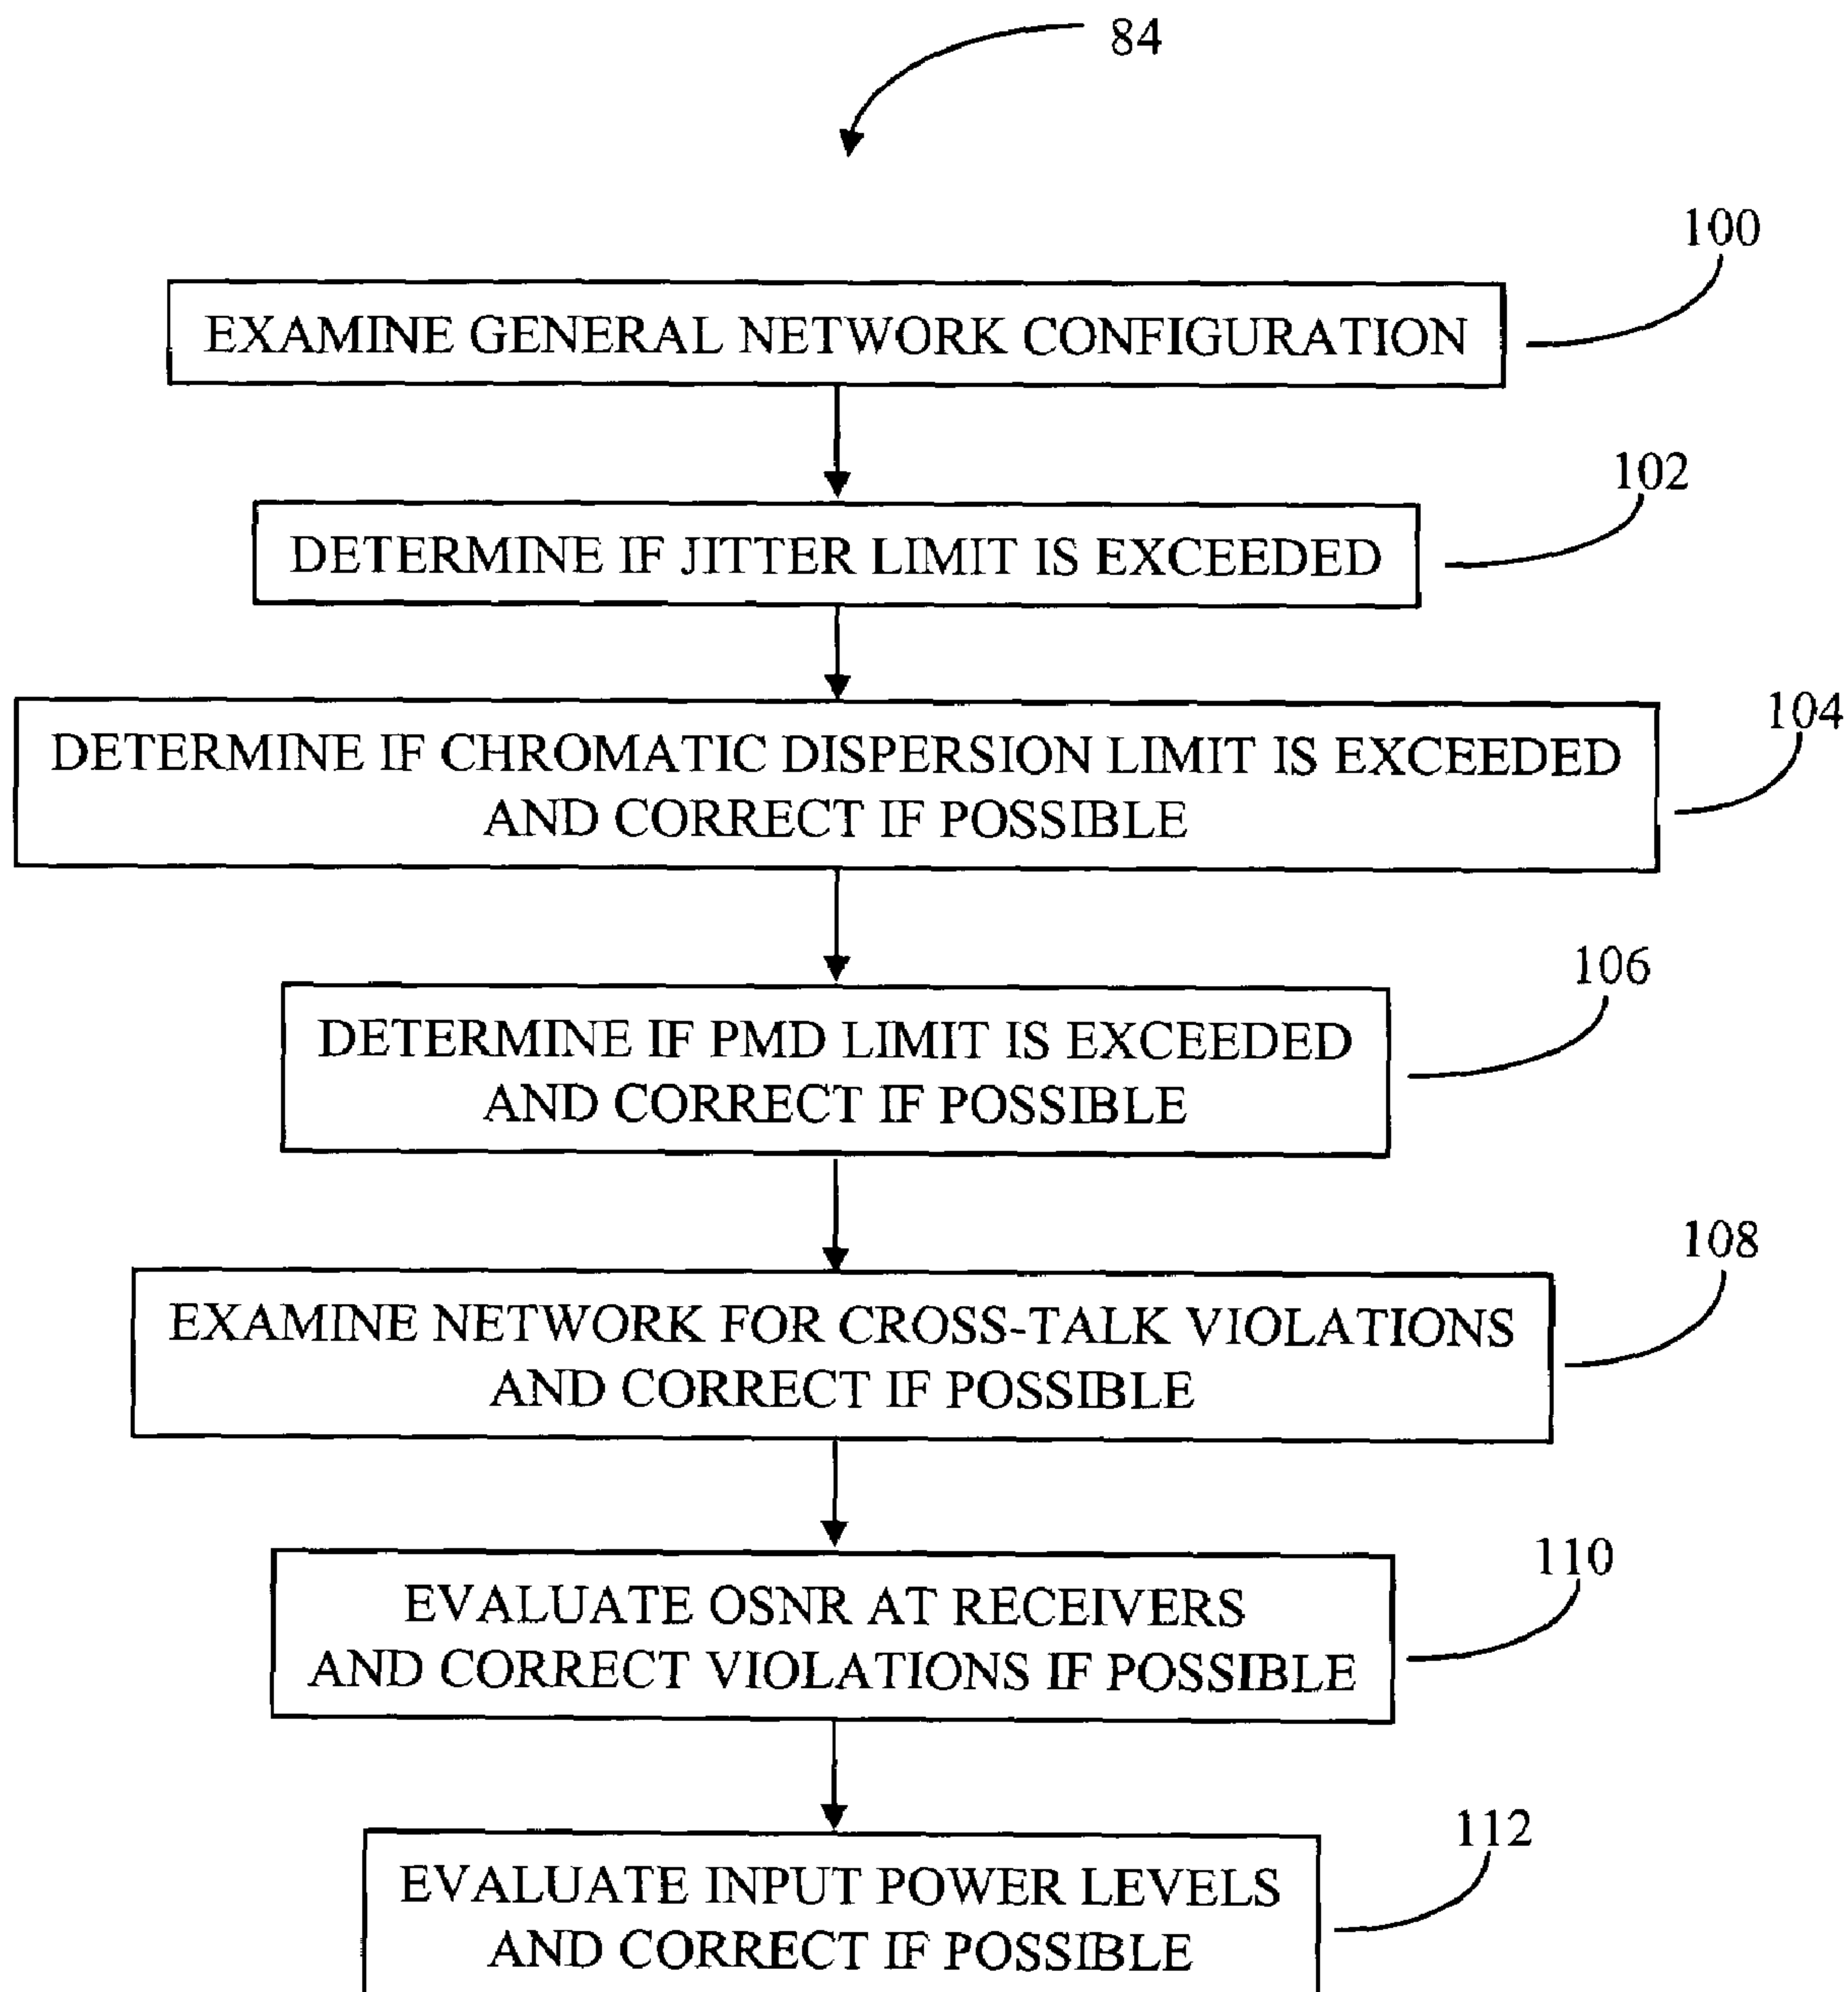 84
100
EXAMINE GENERAL NETWORK CONFIGURATION
102
DETERMINE IF JITTER LIMIT IS EXCEEDED
104
DETERMINE IF CHROMATIC DISPERSION LIMIT IS EXCEEDED
AND CORRECT IF POSSIBLE
106
DETERMINE IF PMD LIMIT IS EXCEEDED
AND CORRECT IF POSSIBLE
108
EXAMINE NETWORK FOR CROSS-TALK VIOLATIONS
AND CORRECT IF POSSIBLE
110
EVALUATE OSNR AT RECEIVERS
AND CORRECT VIOLATIONS IF POSSIBLE
112
EVALUATE INPUT POWER LEVELS
AND CORRECT IF POSSIBLE